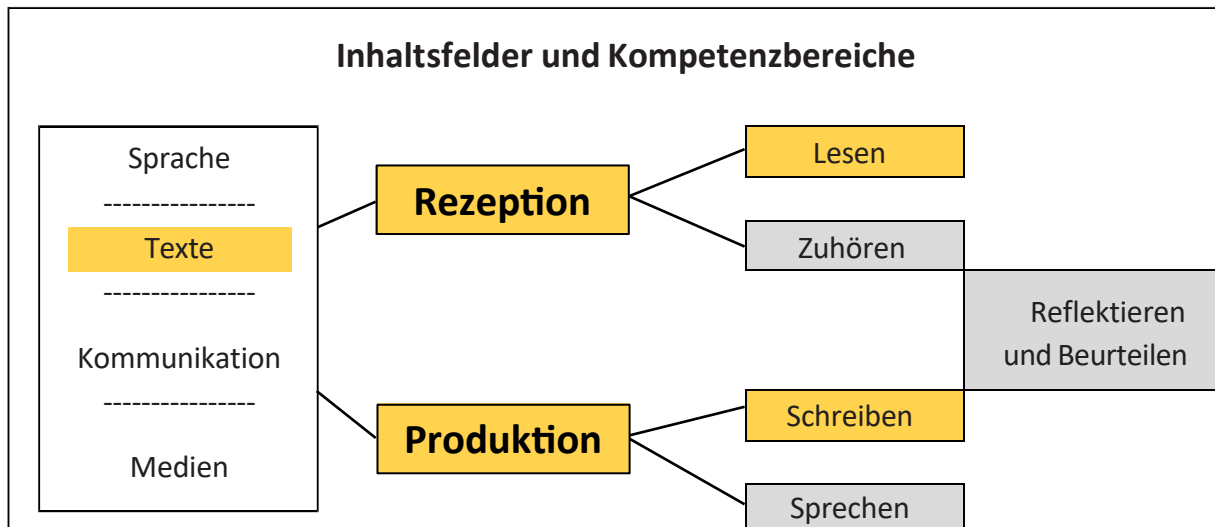 Inhaltsfelder und Kompetenzbereiche
Sprache
----------------
Texte
----------------
Kommunikation
----------------
Medien
Rezeption
Produktion
Lesen
Zuhören
Reflektieren
und Beurteilen
Schreiben
Sprechen